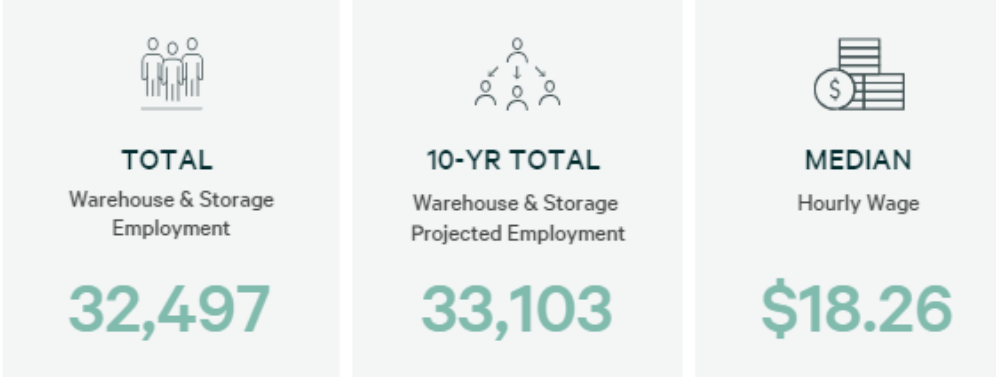 $
TOTAL
Warehouse & Storage
Employment
32,497
10-YR TOTAL
Warehouse & Storage
Projected Employment
33,103
MEDIAN
Hourly Wage
$18.26